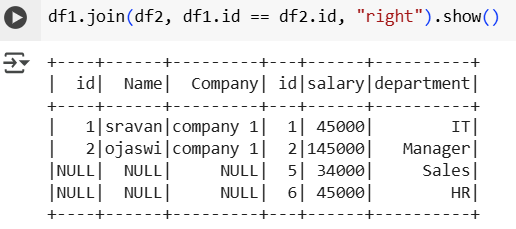 df1.join(df2, df1.id == df2.id, "right").show()
+----+------+---------+---+------+----------+
|  id|  Name|  Company| id|salary|department|
+----+------+---------+---+------+----------+
|   1|sravan|company 1|  1| 45000|        IT|
|   2|ojaswi|company 1|  2|145000|   Manager|
|NULL|  NULL|     NULL|  5| 34000|     Sales|
|NULL|  NULL|     NULL|  6| 45000|        HR|
+----+------+---------+---+------+----------+